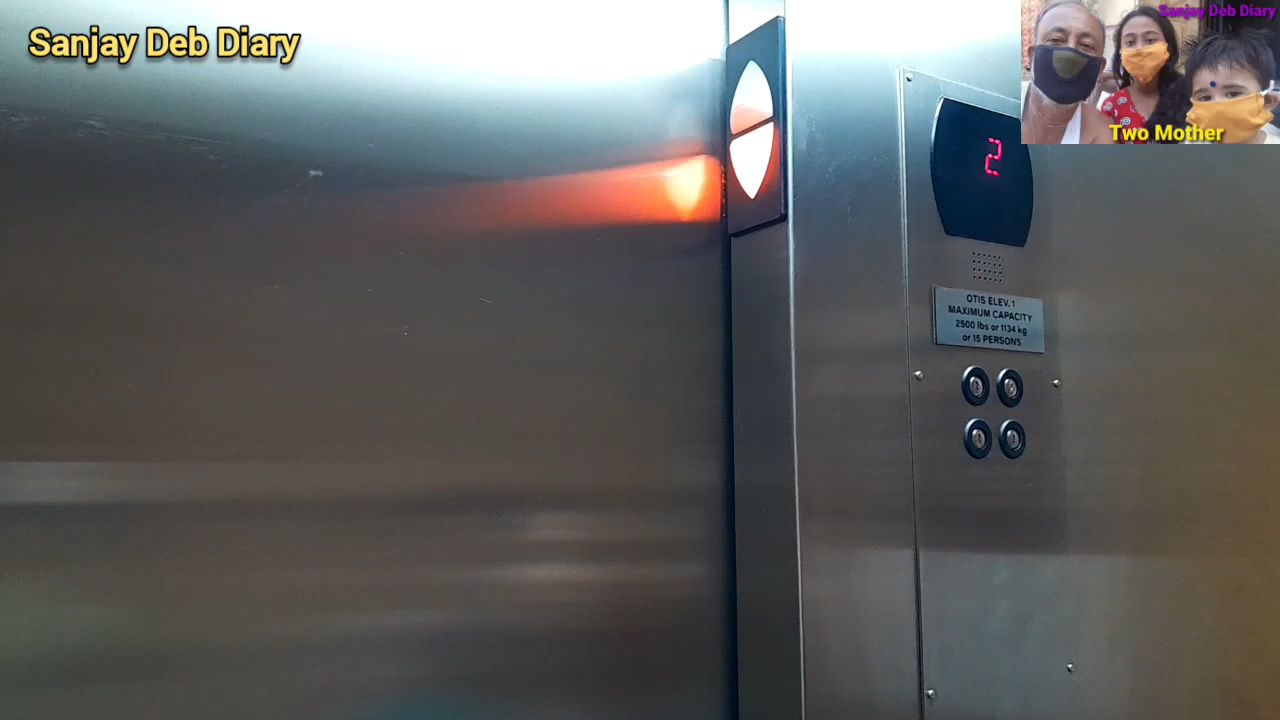 Sanjay Deb Diary
Sanjay Deb Diary
Two Mother
2
OTIS ELEV. 1
MAXIMUM CAPACITY
2500 lbs or 1134 kg
or 15 PERSONS